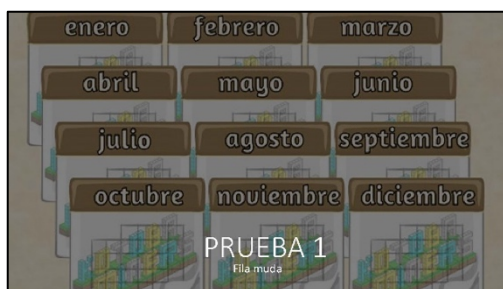 enero febrero marzo
abril mayo junio
julio agosto septiembre
octubre noviembre diciembre
PRUEBA 1
Fila muda